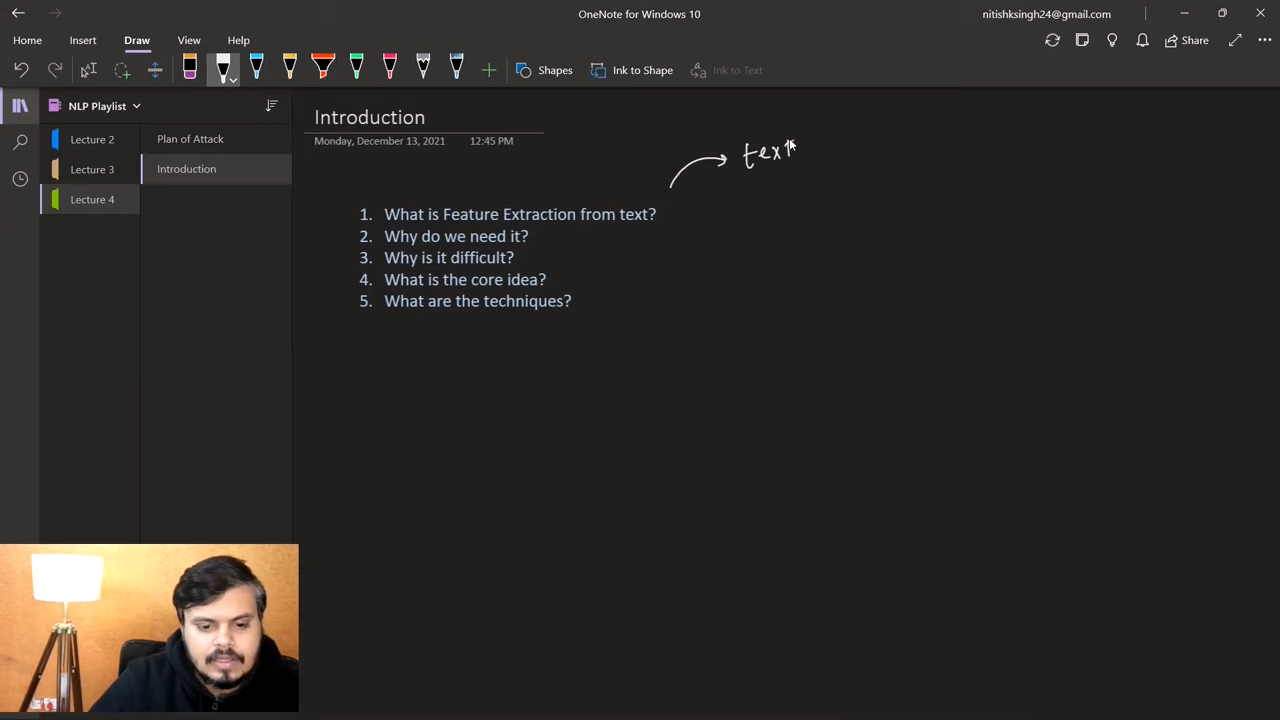 OneNote for Windows 10
nitishksingh24@gmail.com
Home
Insert
Draw
View
Help
Share
Shapes
Ink to Shape
Ink to Text
NLP Playlist
Lecture 2
Lecture 3
Lecture 4
Plan of Attack
Introduction
Introduction
Monday, December 13, 2021 12:45 PM
text
1. What is Feature Extraction from text?
2. Why do we need it?
3. Why is it difficult?
4. What is the core idea?
5. What are the techniques?